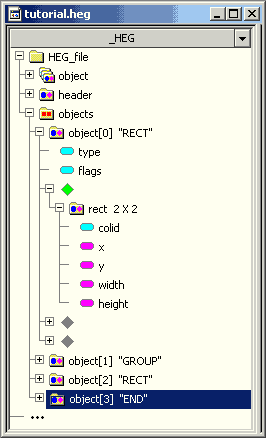 tutorial.heg
_HEG
HEG_file
object
header
objects
object[0] "RECT"
type
flags
rect 2 X 2
colid
x
y
width
height
object[1] "GROUP"
object[2] "RECT"
object[3] "END"
...